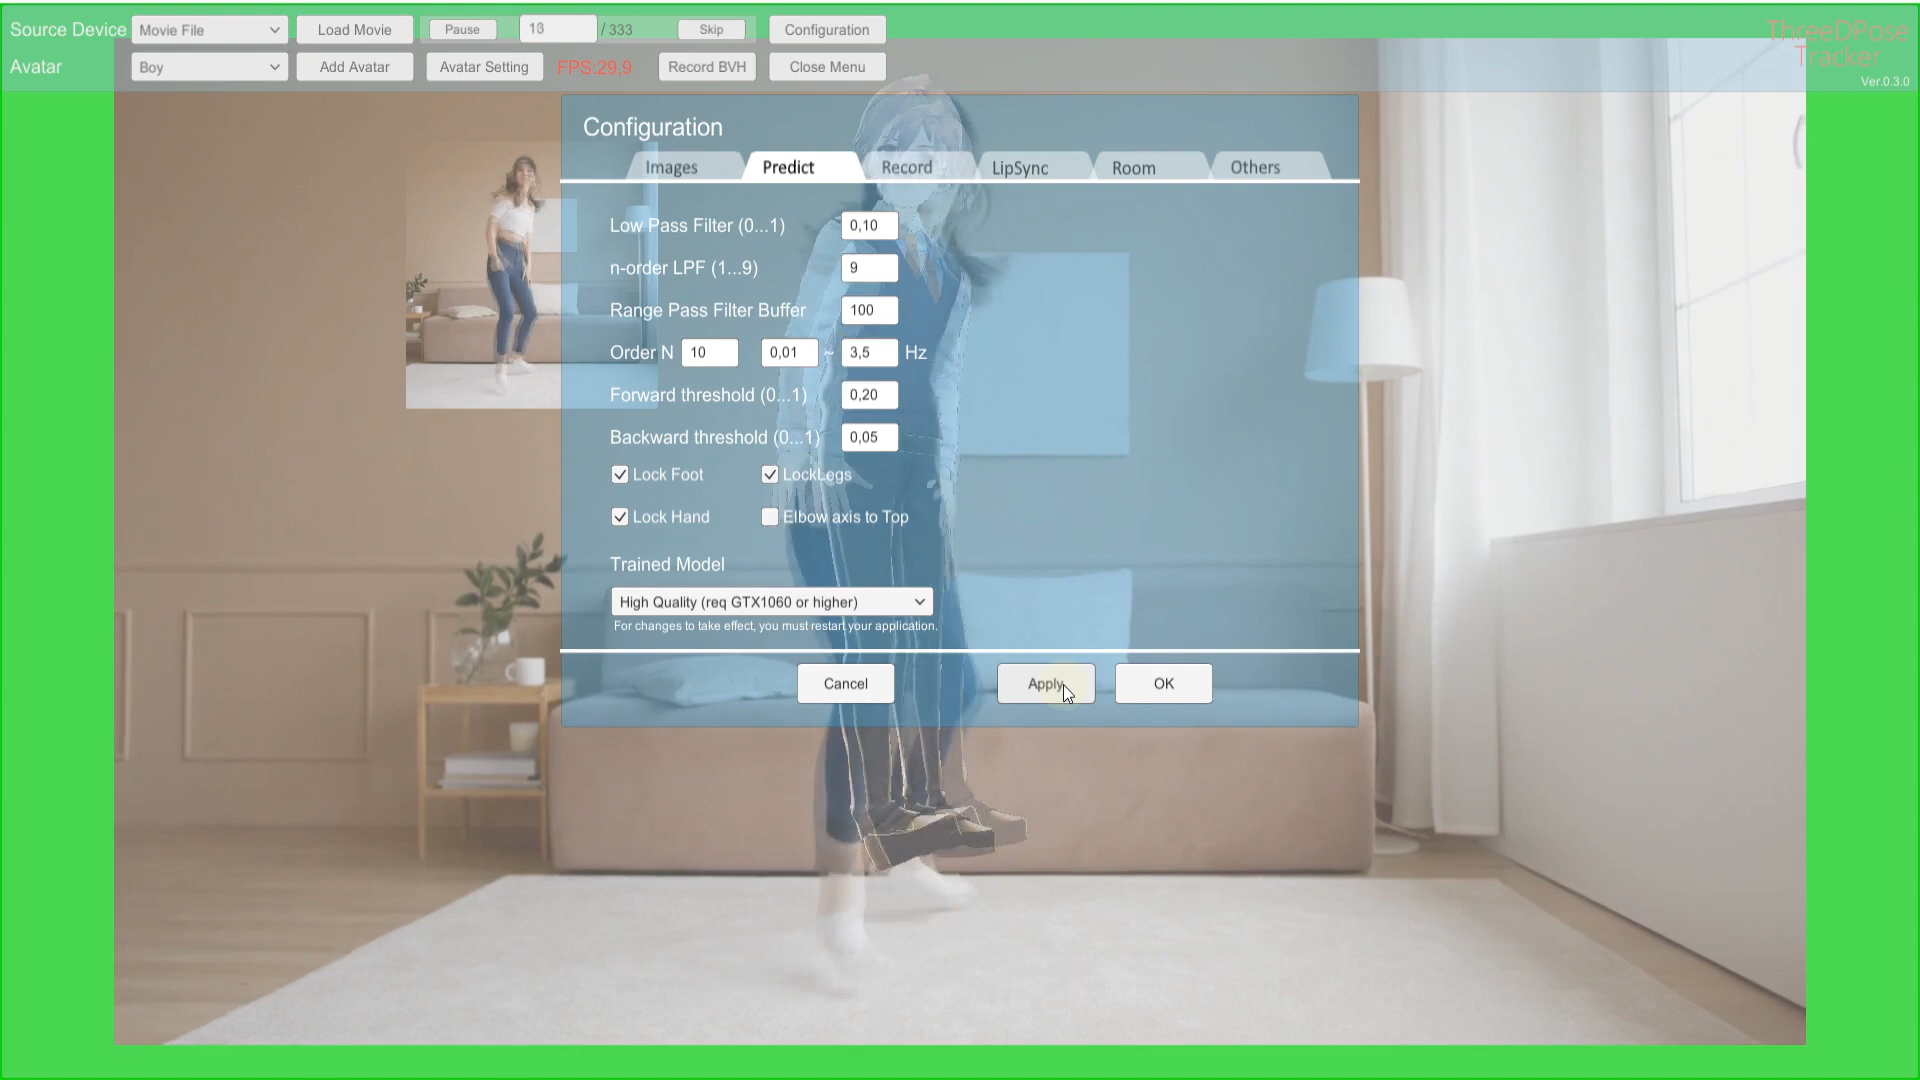 Source Device Movie File Load Movie Pause / 333 Skip Configuration
Avatar Boy Add Avatar Avatar Setting FPS:29,9 Record BVH Close Menu
ThreeDPose
Tracker
Ver.0.3.0
Configuration
Images Predict Record LipSync Room Others
Low Pass Filter (0...1) 0,10
n-order LPF (1...9) 9
Range Pass Filter Buffer 100
Order N 10 0,01 ~ 3,5 Hz
Forward threshold (0...1) 0,20
Backward threshold (0...1) 0,05
Lock Foot LockLegs
Lock Hand Elbow axis to Top
Trained Model
High Quality (req GTX1060 or higher)
For changes to take effect, you must restart your application.
Cancel Apply OK